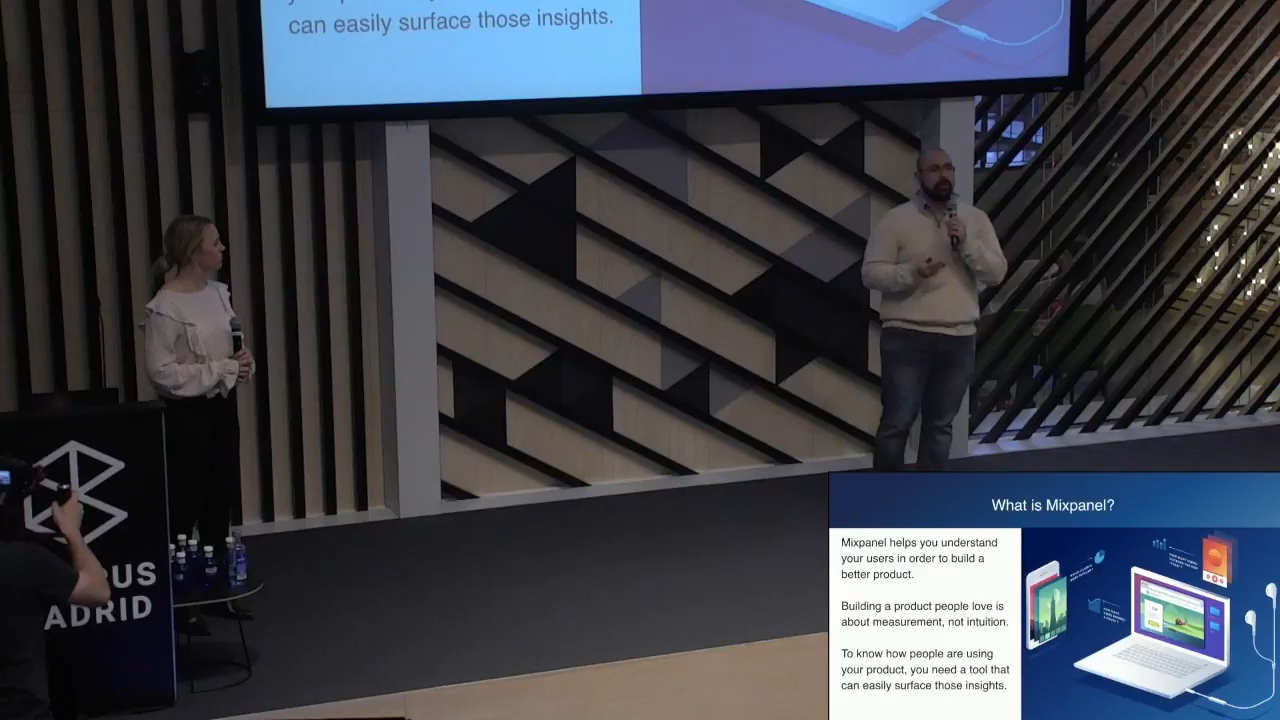 can easily surface those insights.
What is Mixpanel?
Mixpanel helps you understand
your users in order to build a
better product.
Building a product people love is
about measurement, not intuition.
To know how people are using
your product, you need a tool that
can easily surface those insights.
US
ADRID